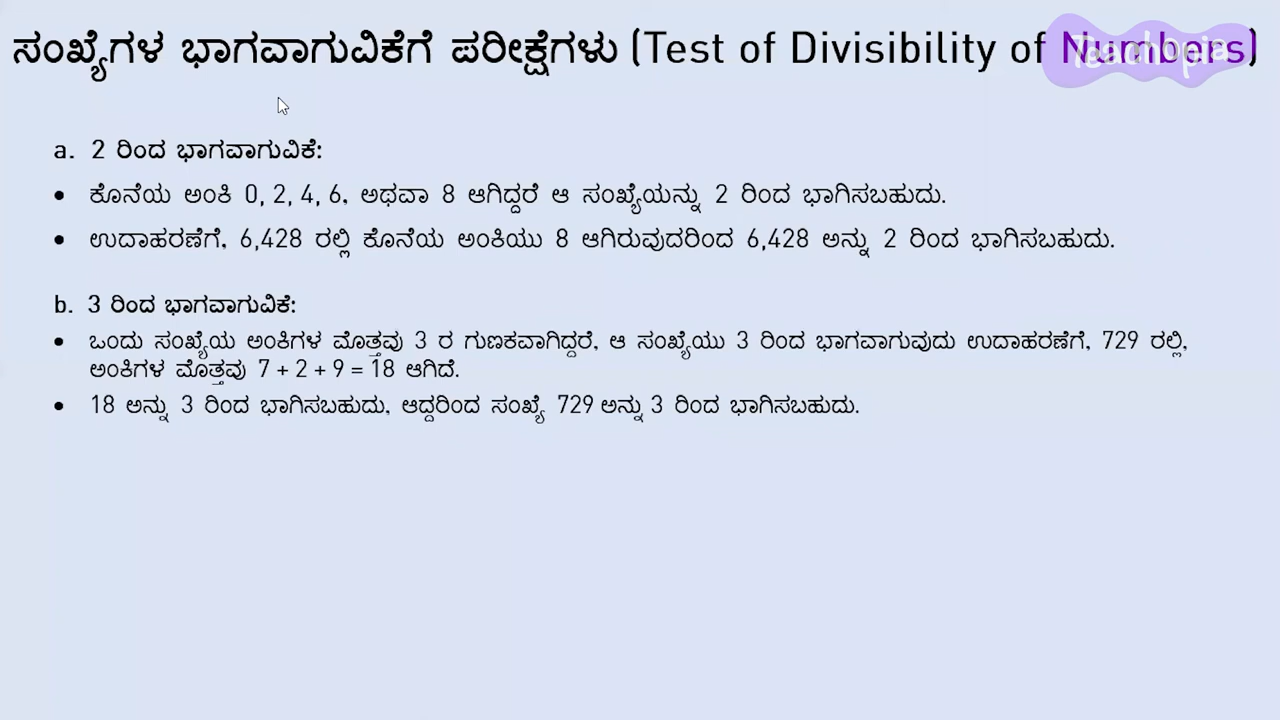 ಸಂಖ್ಯೆಗಳ ಭಾಗವಾಗುವಿಕೆಗೆ ಪರೀಕ್ಷೆಗಳು (Test of Divisibility of Numbers)
Teachopia
a. 2 ರಿಂದ ಭಾಗವಾಗುವಿಕೆ:
• ಕೊನೆಯ ಅಂಕಿ 0, 2, 4, 6, ಅಥವಾ 8 ಆಗಿದ್ದರೆ ಆ ಸಂಖ್ಯೆಯನ್ನು 2 ರಿಂದ ಭಾಗಿಸಬಹುದು.
• ಉದಾಹರಣೆಗೆ, 6,428 ರಲ್ಲಿ ಕೊನೆಯ ಅಂಕಿಯು 8 ಆಗಿರುವುದರಿಂದ 6,428 ಅನ್ನು 2 ರಿಂದ ಭಾಗಿಸಬಹುದು.
b. 3 ರಿಂದ ಭಾಗವಾಗುವಿಕೆ:
• ಒಂದು ಸಂಖ್ಯೆಯ ಅಂಕಿಗಳ ಮೊತ್ತವು 3 ರ ಗುಣಕವಾಗಿದ್ದರೆ, ಆ ಸಂಖ್ಯೆಯು 3 ರಿಂದ ಭಾಗವಾಗುವುದು ಉದಾಹರಣೆಗೆ, 729 ರಲ್ಲಿ,
ಅಂಕಿಗಳ ಮೊತ್ತವು 7 + 2 + 9 = 18 ಆಗಿದೆ.
• 18 ಅನ್ನು 3 ರಿಂದ ಭಾಗಿಸಬಹುದು, ಆದ್ದರಿಂದ ಸಂಖ್ಯೆ 729 ಅನ್ನು 3 ರಿಂದ ಭಾಗಿಸಬಹುದು.